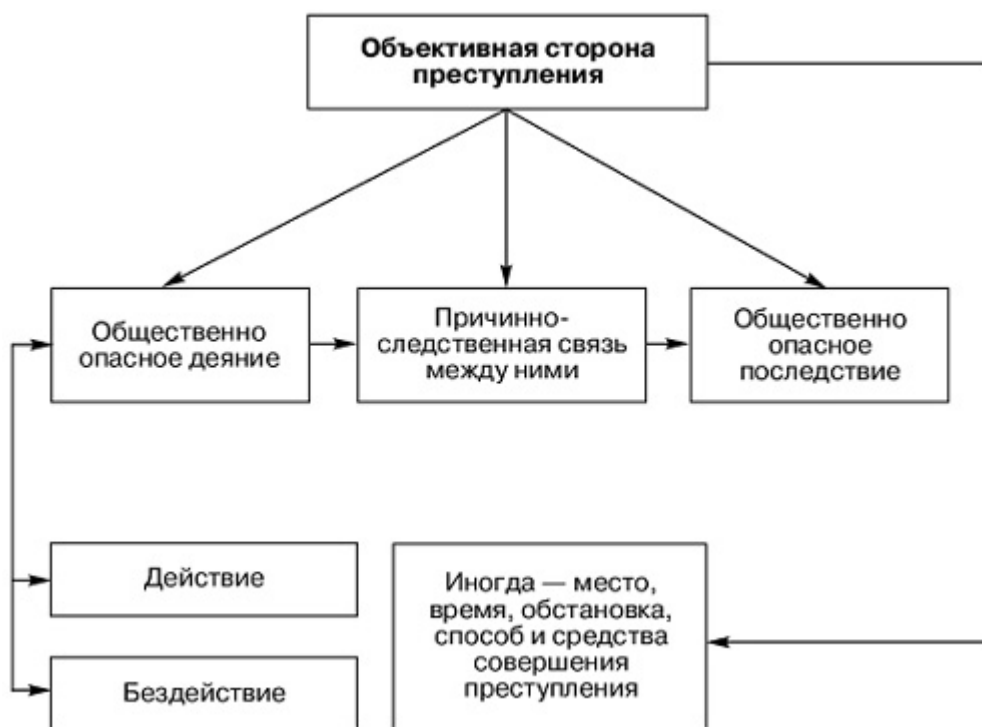 Объективная сторона
преступления
Общественно
опасное деяние
Причинно-
следственная связь
между ними
Общественно
опасное
последствие
Действие
Бездействие
Иногда — место,
время, обстановка,
способ и средства
совершения
преступления